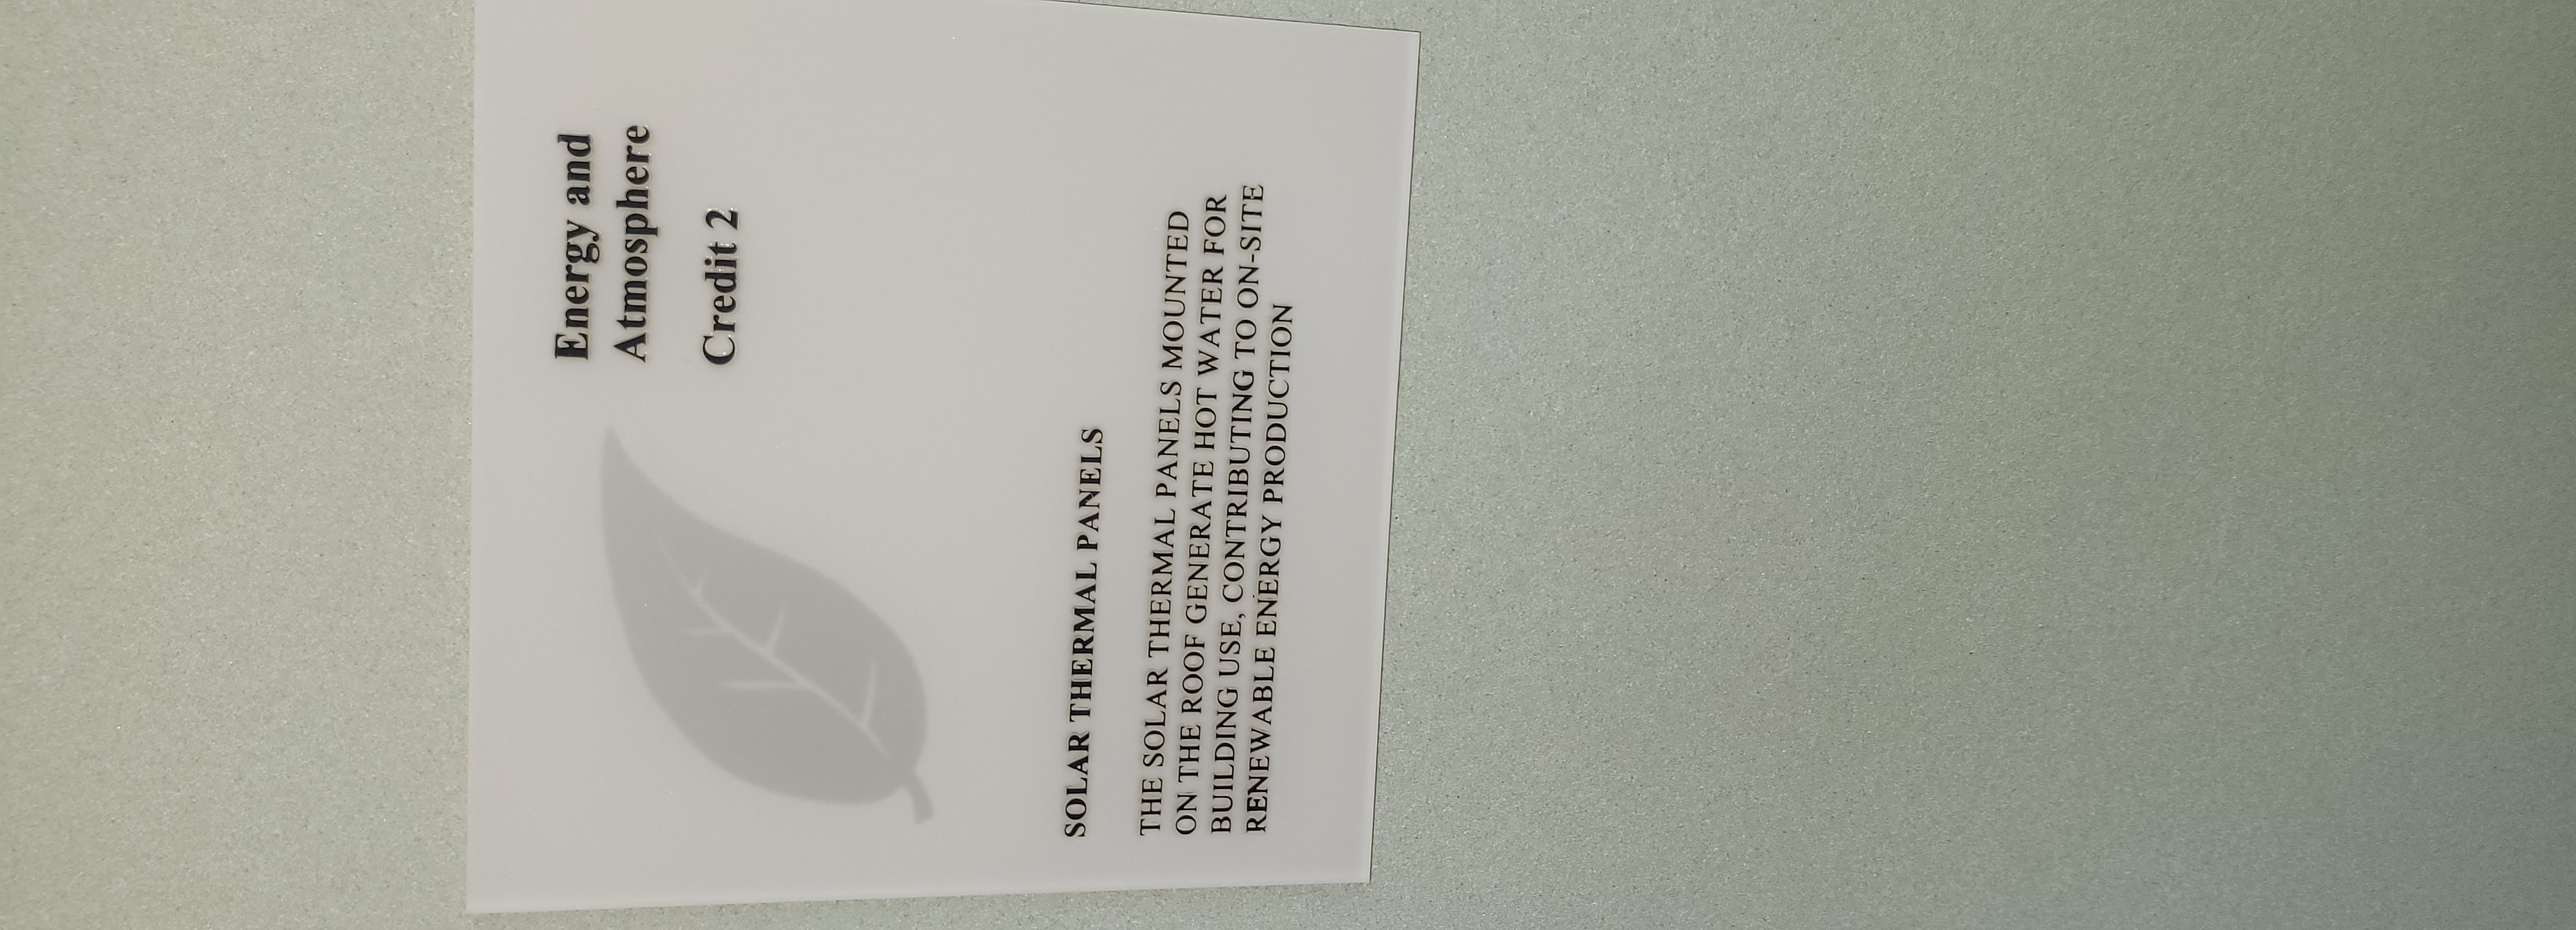 Energy and
Atmosphere
Credit 2
SOLAR THERMAL PANELS
THE SOLAR THERMAL PANELS MOUNTED
ON THE ROOF GENERATE HOT WATER FOR
BUILDING USE, CONTRIBUTING TO ON-SITE
RENEWABLE ENERGY PRODUCTION